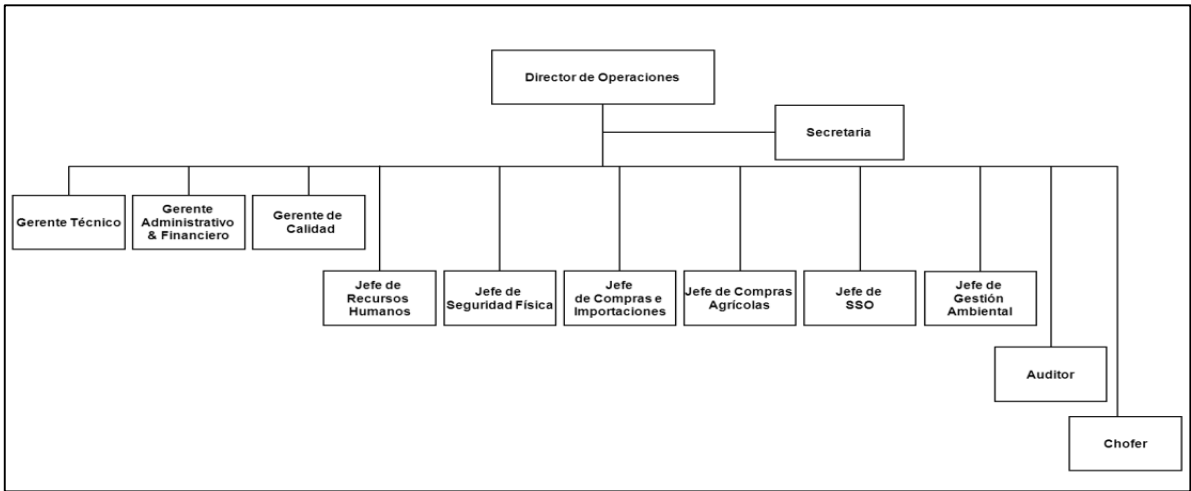 Director de Operaciones
Secretaria
Gerente Técnico
Gerente
Administrativo
& Financiero
Gerente de
Calidad
Jefe de
Recursos
Humanos
Jefe de
Seguridad Física
Jefe
de Compras e
Importaciones
Jefe de Compras
Agrícolas
Jefe de
SSO
Jefe de
Gestión
Ambiental
Auditor
Chofer